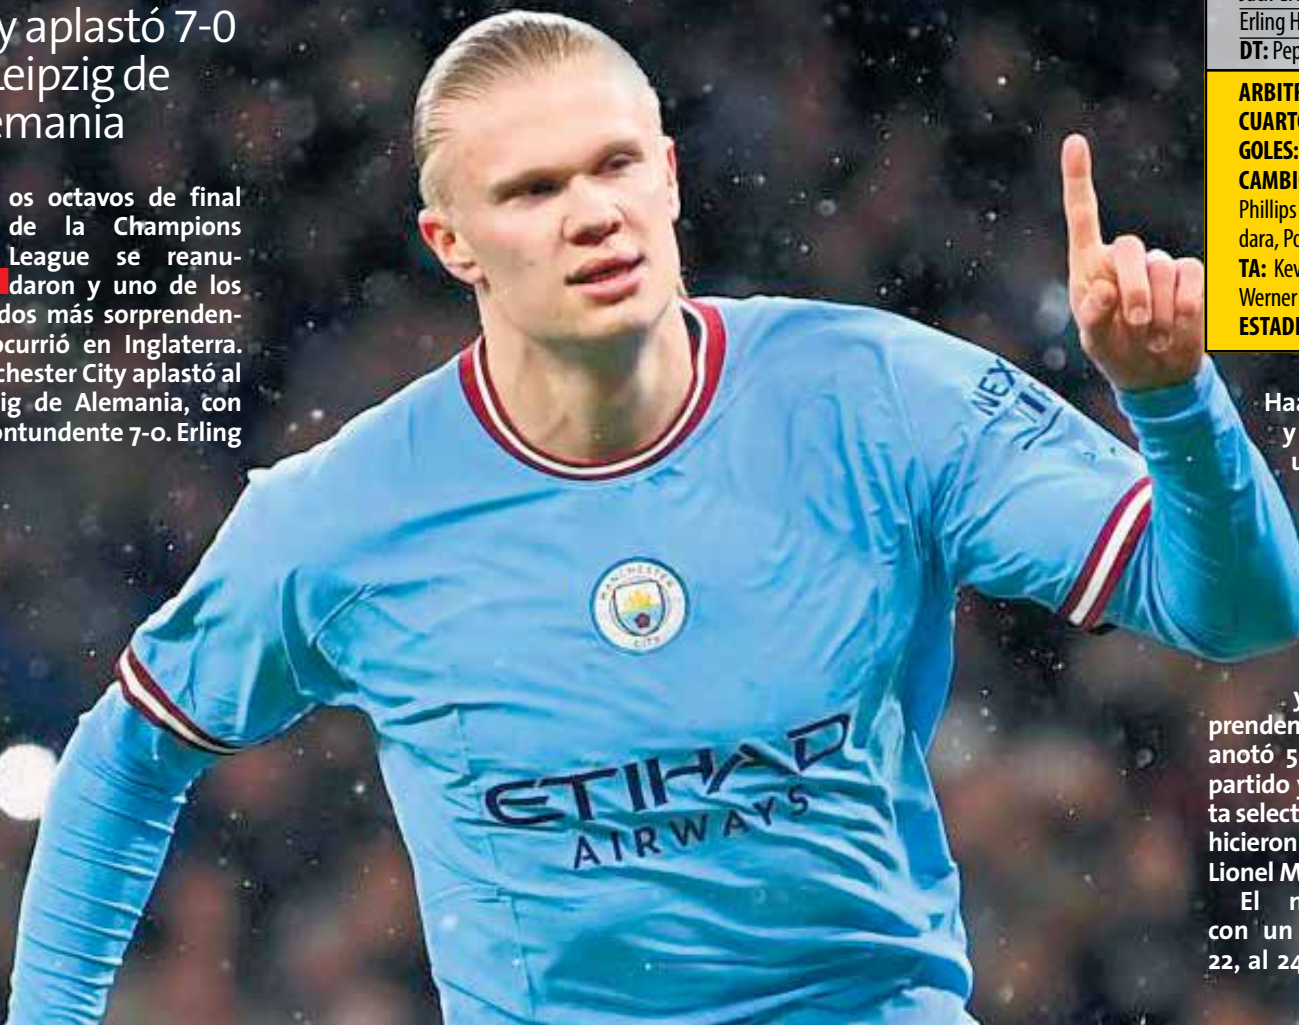 y aplastó 7-0
Leipzig de
emania
os octavos de final
de la Champions
League se reanu-
daron y uno de los
dos más sorprenden-
ocurrió en Inglaterra.
chester City aplastó al
zig de Alemania, con
ontundente 7-0. Erling
NEX
MANCHESTER
CITY
ETIHAD
AIRWAYS
Erling H
DT: Pep
ARBITR
CUARTO
GOLES:
CAMBI
Phillips
dara, Po
TA: Kev
Werner
ESTADI
Haa
y
u
y
prenden
anotó 5
partido y
ta select
hicieron
Lionel M
El n
con un
22, al 24